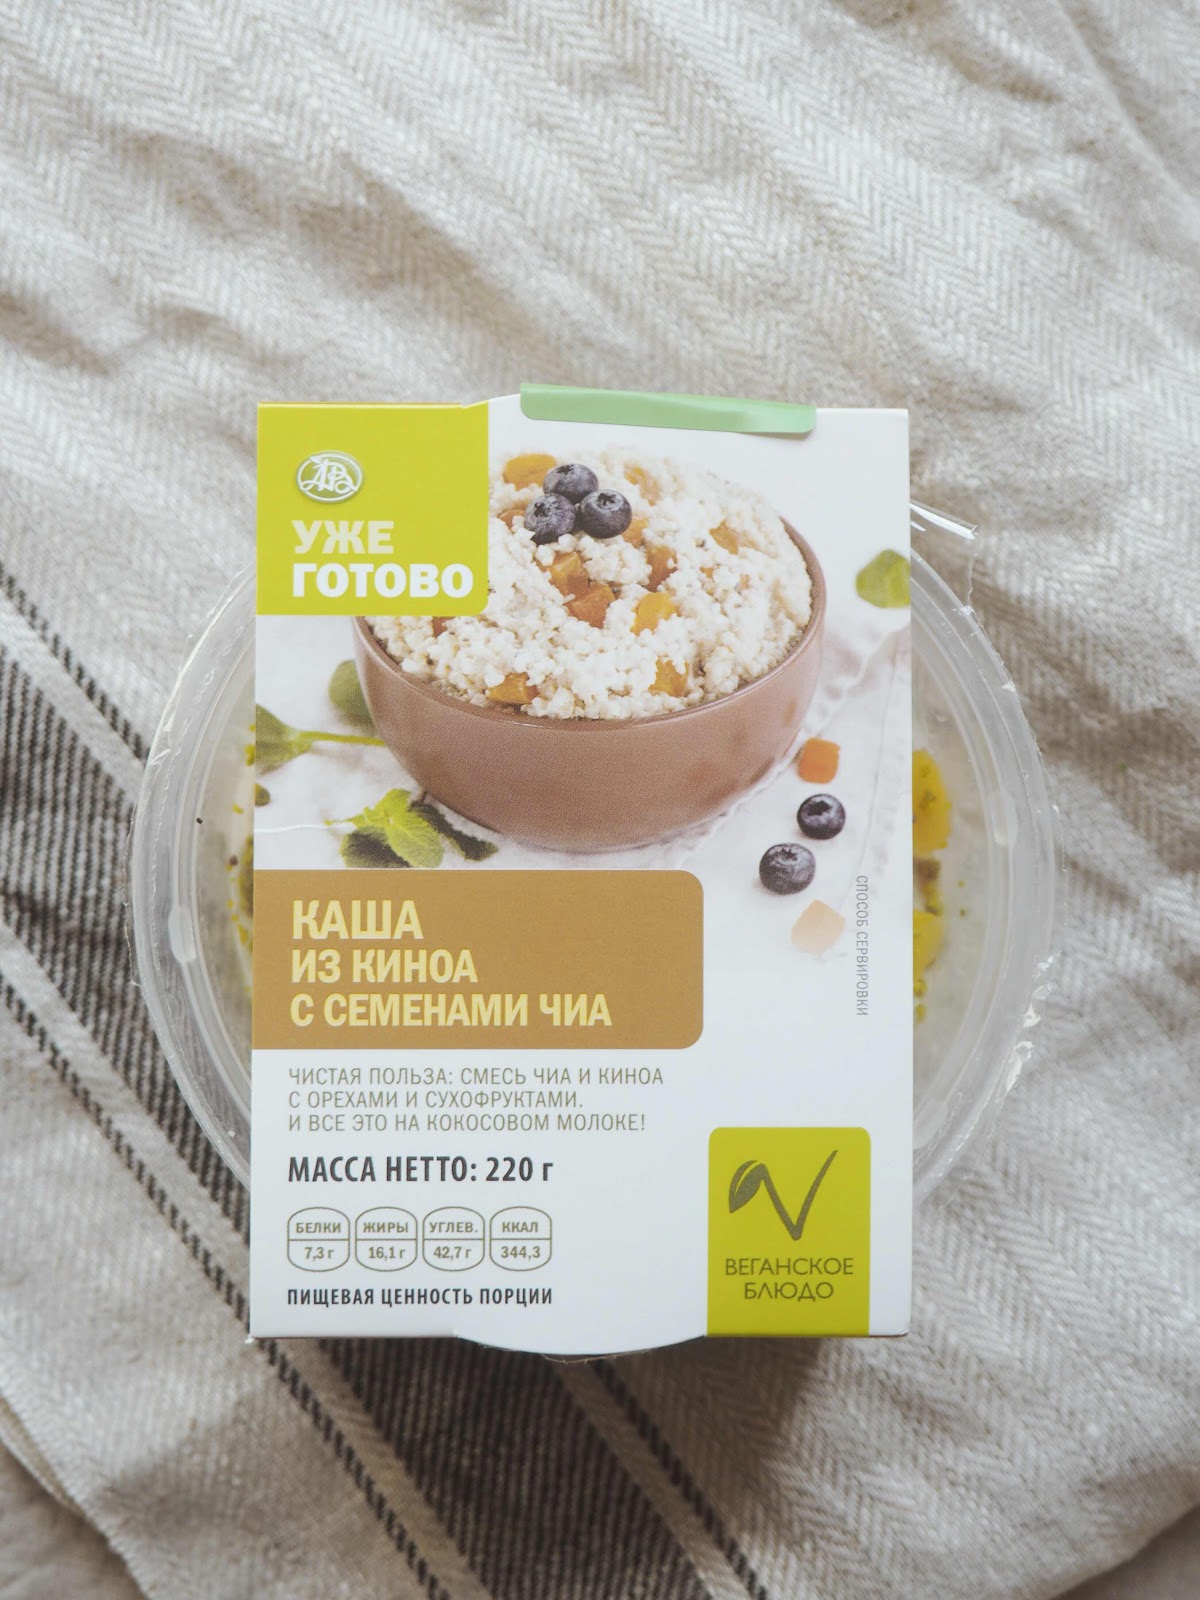 АВ
УЖЕ
ГОТОВО
КАША
ИЗ КИНОА
С СЕМЕНАМИ ЧИА
СПОСОБ СЕРВИРОВКИ
ЧИСТАЯ ПОЛЬЗА: СМЕСЬ ЧИА И КИНОА
С ОРЕХАМИ И СУХОФРУКТАМИ.
И ВСЕ ЭТО НА КОКОСОВОМ МОЛОКЕ!
МАССА НЕТТО: 220 г
БЕЛКИ ЖИРЫ УГЛЕВ. ККАЛ
7,3 г 16,1 г 42,7 г 344,3
ПИЩЕВАЯ ЦЕННОСТЬ ПОРЦИИ
ВЕГАНСКОЕ
БЛЮДО